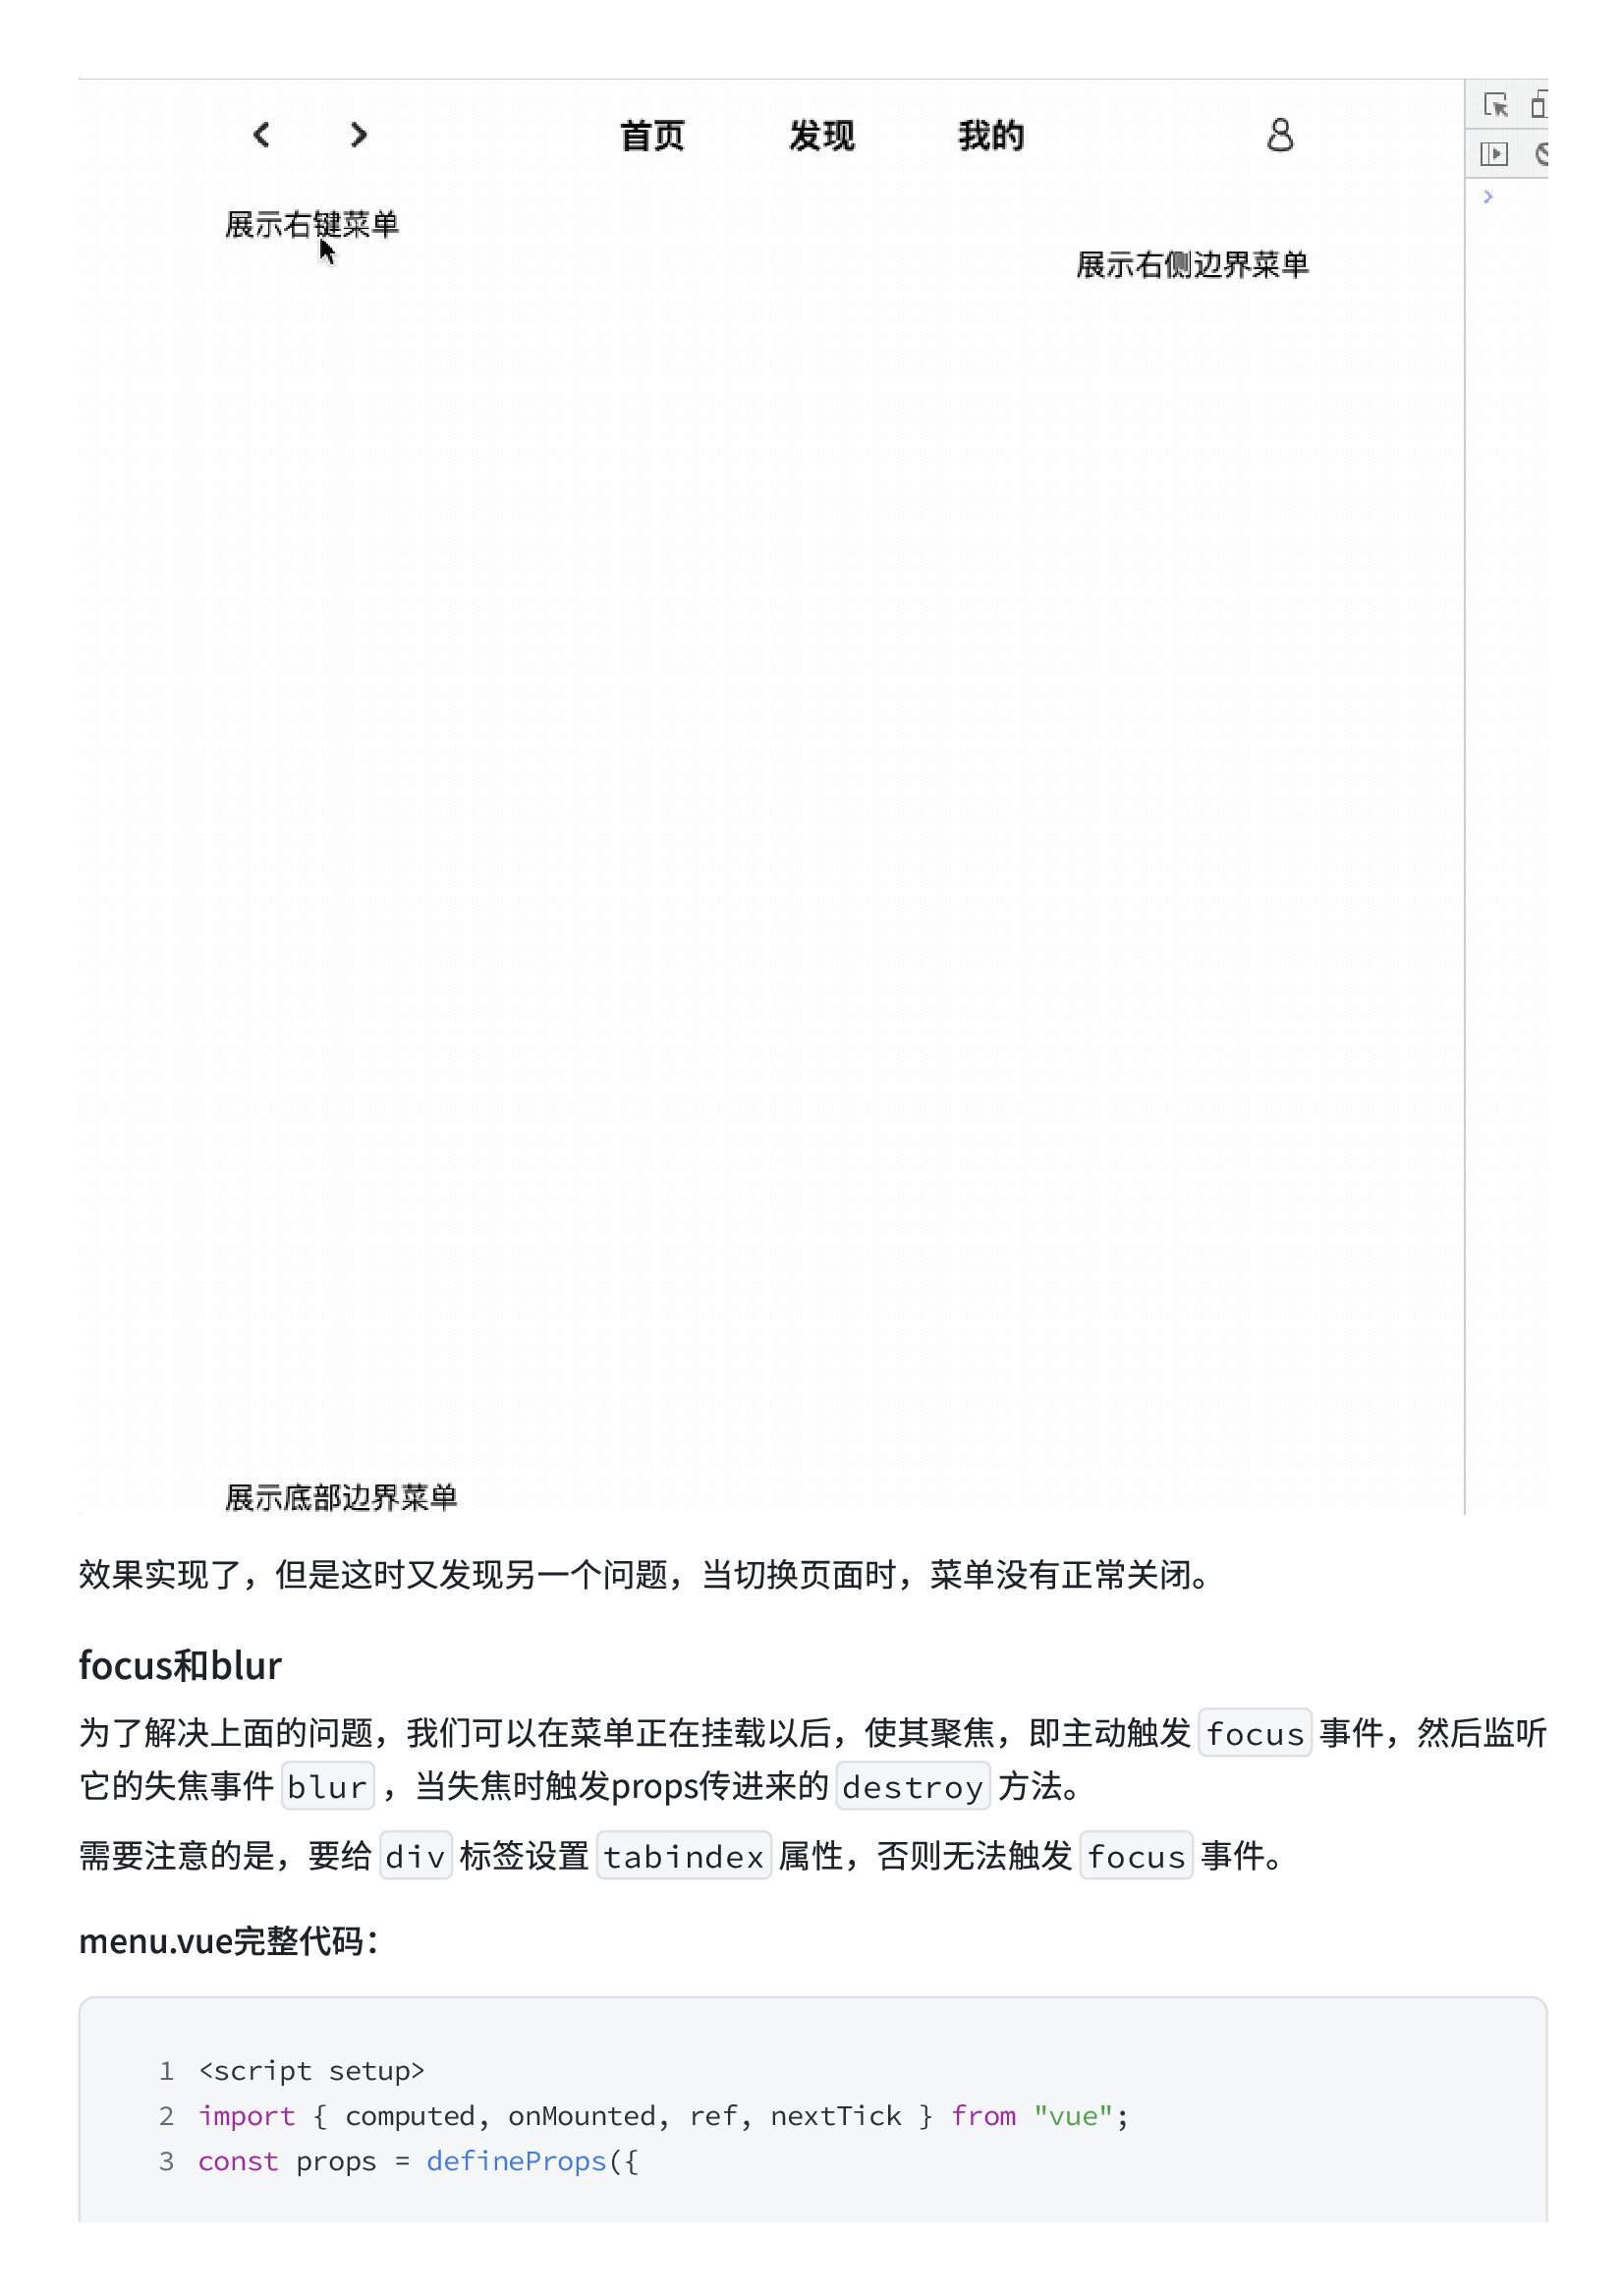 首页 发现 我的
展示右键菜单
展示右侧边界菜单
展示底部边界菜单
效果实现了，但是这时又发现另一个问题，当切换页面时，菜单没有正常关闭。
focus和blur
为了解决上面的问题，我们可以在菜单正在挂载以后，使其聚焦，即主动触发 focus 事件，然后监听
它的失焦事件 blur ，当失焦时触发props传进来的 destroy 方法。
需要注意的是，要给 div 标签设置 tabindex 属性，否则无法触发 focus 事件。
menu.vue完整代码：
1 <script setup>
2 import { computed, onMounted, ref, nextTick } from "vue";
3 const props = defineProps({